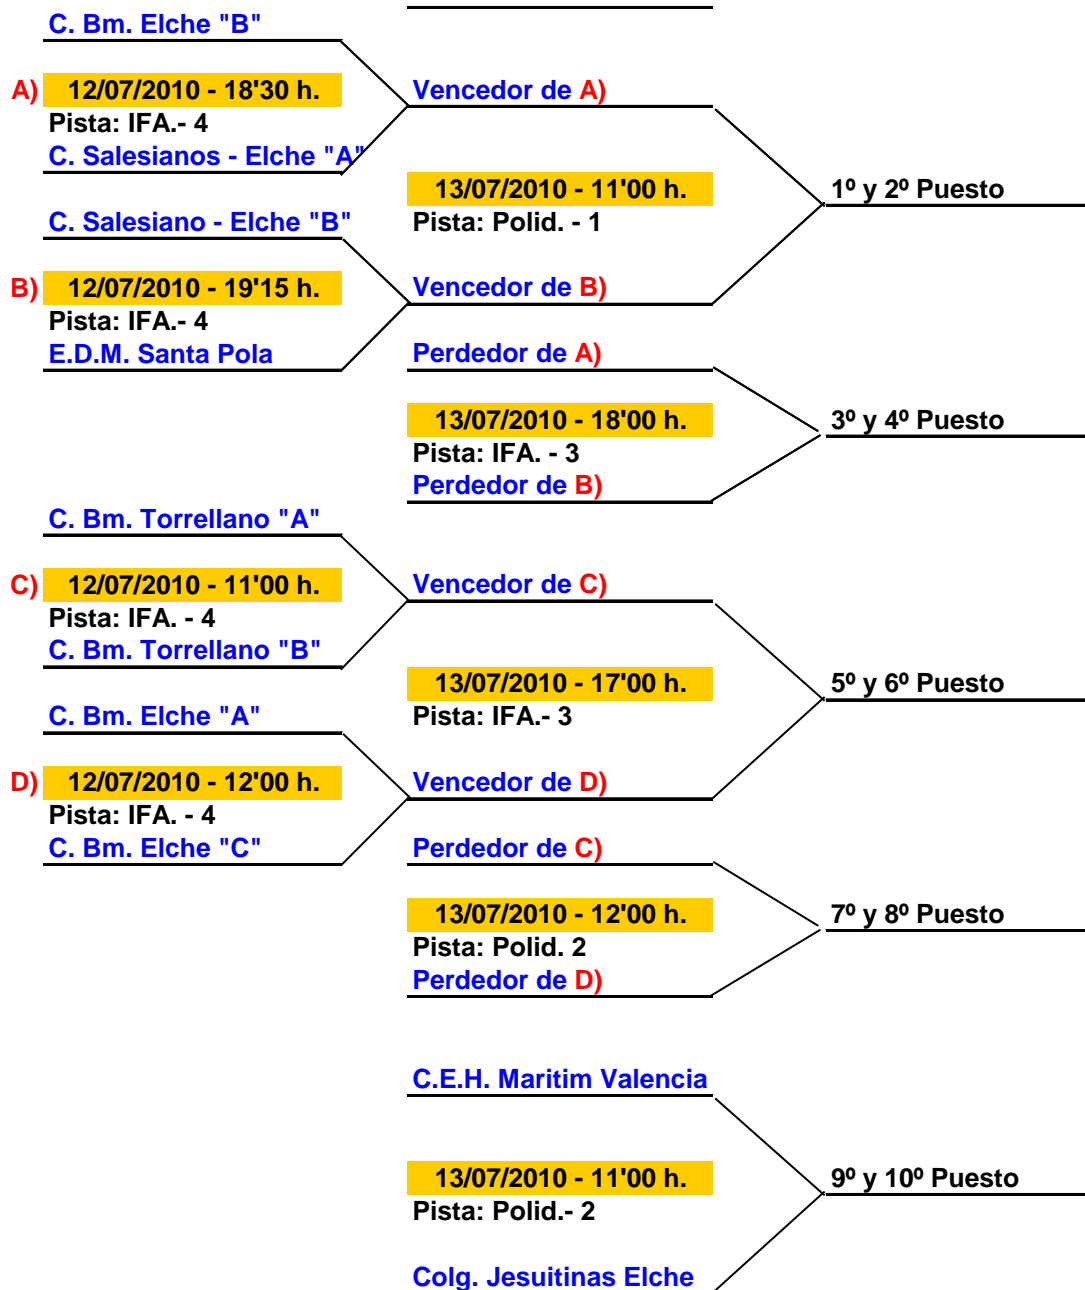 C. Bm. Elche "B"
A) 12/07/2010 - 18'30 h.
Vencedor de A)
Pista: IFA.- 4
C. Salesianos - Elche "A"
13/07/2010 - 11'00 h.
1º y 2º Puesto
C. Salesiano - Elche "B"
Pista: Polid. - 1
B) 12/07/2010 - 19'15 h.
Vencedor de B)
Pista: IFA.- 4
E.D.M. Santa Pola
Perdedor de A)
13/07/2010 - 18'00 h.
3º y 4º Puesto
Pista: IFA. - 3
Perdedor de B)
C. Bm. Torrellano "A"
C) 12/07/2010 - 11'00 h.
Vencedor de C)
Pista: IFA. - 4
C. Bm. Torrellano "B"
13/07/2010 - 17'00 h.
5º y 6º Puesto
C. Bm. Elche "A"
Pista: IFA.- 3
D) 12/07/2010 - 12'00 h.
Vencedor de D)
Pista: IFA. - 4
C. Bm. Elche "C"
Perdedor de C)
13/07/2010 - 12'00 h.
7º y 8º Puesto
Pista: Polid. 2
Perdedor de D)
C.E.H. Maritim Valencia
13/07/2010 - 11'00 h.
9º y 10º Puesto
Pista: Polid.- 2
Colg. Jesuitinas Elche